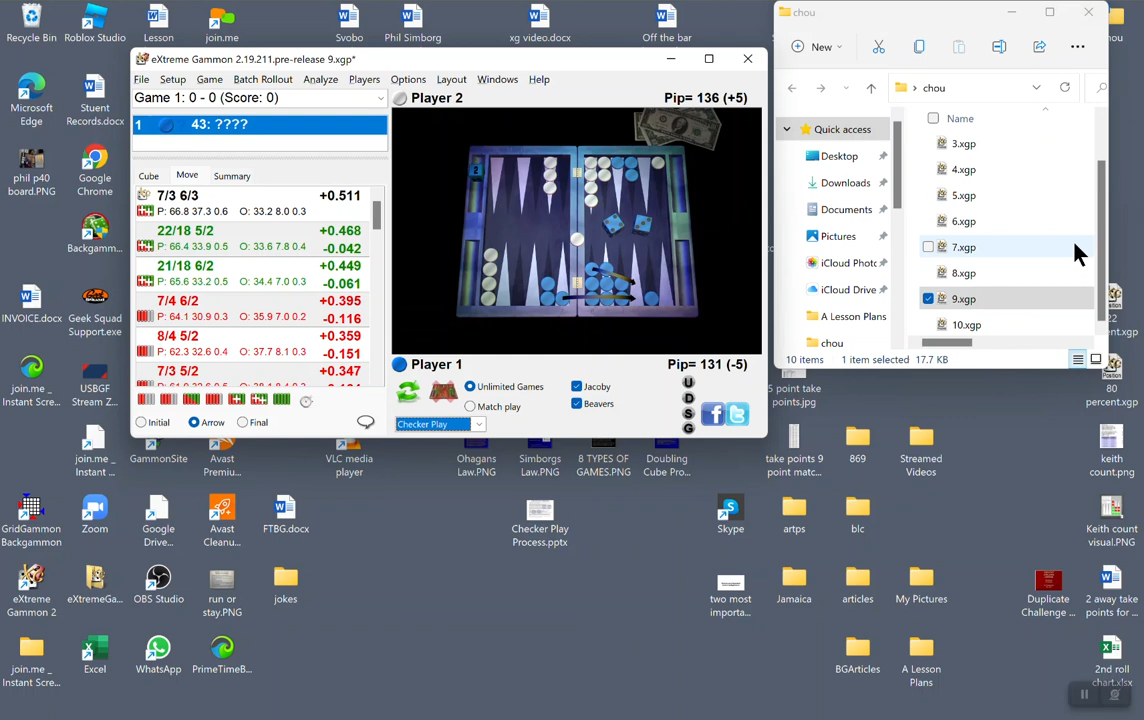 Recycle Bin
Roblox Studio
Lesson
join.me
Svobo
Phil Simborg
xg video.docx
Off the bar
chou
New
chou
Name
Quick access
Desktop
Downloads
Documents
Pictures
iCloud Photc
iCloud Drive
A Lesson Plans
chou
3.xgp
4.xgp
5.xgp
6.xgp
7.xgp
8.xgp
9.xgp
10.xgp
10 items
1 item selected 17.7 KB
eXtreme Gammon 2.19.211.pre-release 9.xgp*
File Setup Game Batch Rollout Analyze Players Options Layout Windows Help
Game 1: 0 - 0 (Score: 0)
1 43: ????
Cube Move Summary
7/3 6/3 +0.511
P: 66.8 37.3 0.6 O: 33.2 8.0 0.3
22/18 5/2 +0.468
P: 66.4 33.9 0.5 O: 33.6 7.8 0.4 -0.042
21/18 6/2 +0.449
P: 65.6 33.2 0.5 O: 34.4 7.0 0.2 -0.061
7/4 6/2 +0.395
P: 64.1 30.9 0.3 O: 35.9 7.0 0.2 -0.116
8/4 5/2 +0.359
P: 62.3 32.6 0.4 O: 37.7 8.1 0.3 -0.151
7/3 5/2 +0.347
Initial Arrow Final
Player 2 Pip= 136 (+5)
Player 1 Pip= 131 (-5)
Unlimited Games
Match play
Jacoby
Beavers
Checker Play
U
D
S
G
Microsoft
Edge
Stuent
Records.docx
phil p40
board.PNG
Google
Chrome
Backgamm...
INVOICE.docx
Geek Squad
Support.exe
join.me _
Instant Scre...
USBGF
Stream Z...
join.me _
Instant Scre...
GammonSite
Avast
Premiu...
VLC media
player
Ohagans
Law.PNG
Simborgs
Law.PNG
8 TYPES OF
GAMES.PNG
Doubling
Cube Pro...
5 point take
points.jpg
80
percent.xgp
take points 9
point matc...
869
Streamed
Videos
keith
count.png
GridGammon
Backgammon
Zoom
Google
Drive...
Avast
Cleanu...
FTBG.docx
Checker Play
Process.pptx
Skype
artps
blc
Keith count
visual.PNG
eXtreme
Gammon 2
eXtremeGa...
OBS Studio
run or
stay.PNG
jokes
two most
importa...
Jamaica
articles
My Pictures
Duplicate
Challenge ...
2 away take
points for ...
join.me _
Instant Scre...
Excel
WhatsApp
PrimeTimeB...
BGArticles
A Lesson
Plans
2nd roll
chart.xlsx